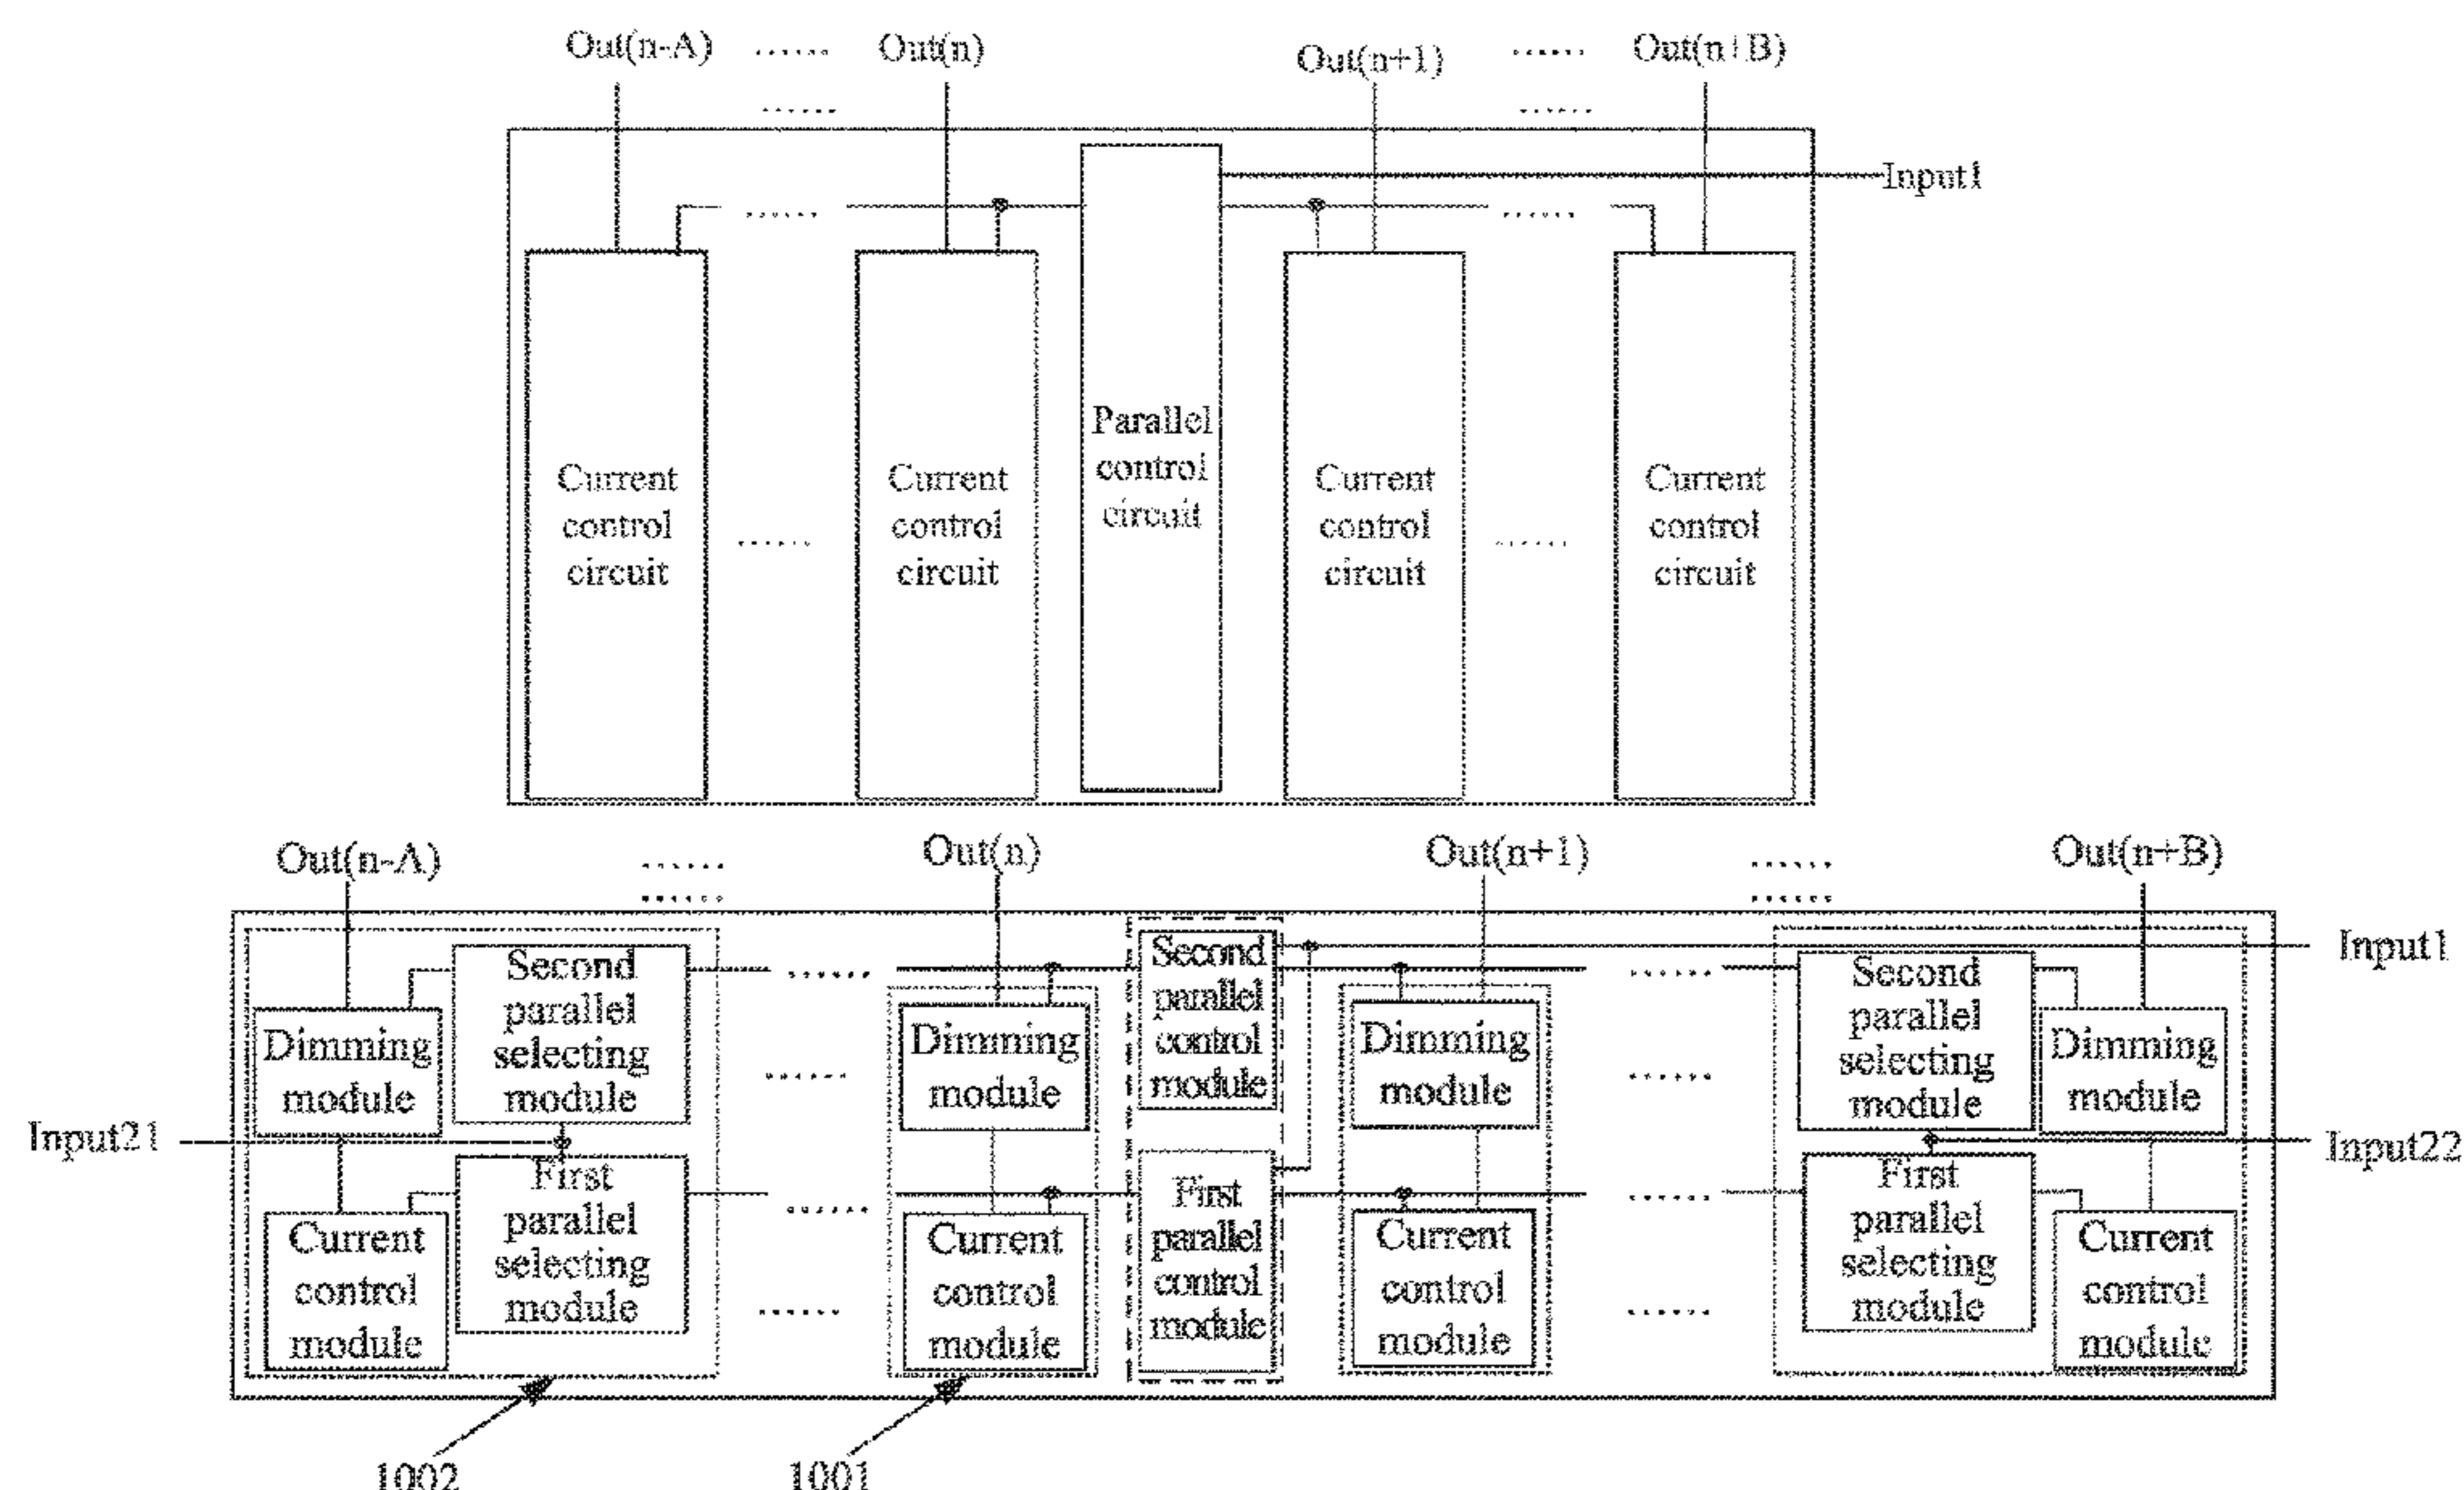 Out(n-A) ...... Out(n) Out(n+1) ...... Out(n+B)
...... ......
Input1
...... ......
Current
control
circuit
......
Current
control
circuit
Parallel
control
circuit
Current
control
circuit
......
Current
control
circuit
Out(n-A) ...... Out(n) Out(n+1) ...... Out(n+B)
...... ......
Input1
Dimming
module
Second
parallel
selecting
module
......
......
Dimming
module
Second
parallel
control
module
Dimming
module
......
......
Second
parallel
selecting
module
Dimming
module
Input21
Input22
Current
control
module
First
parallel
selecting
module
......
......
Current
control
module
First
parallel
control
module
Current
control
module
......
......
First
parallel
selecting
module
Current
control
module
1002 1001